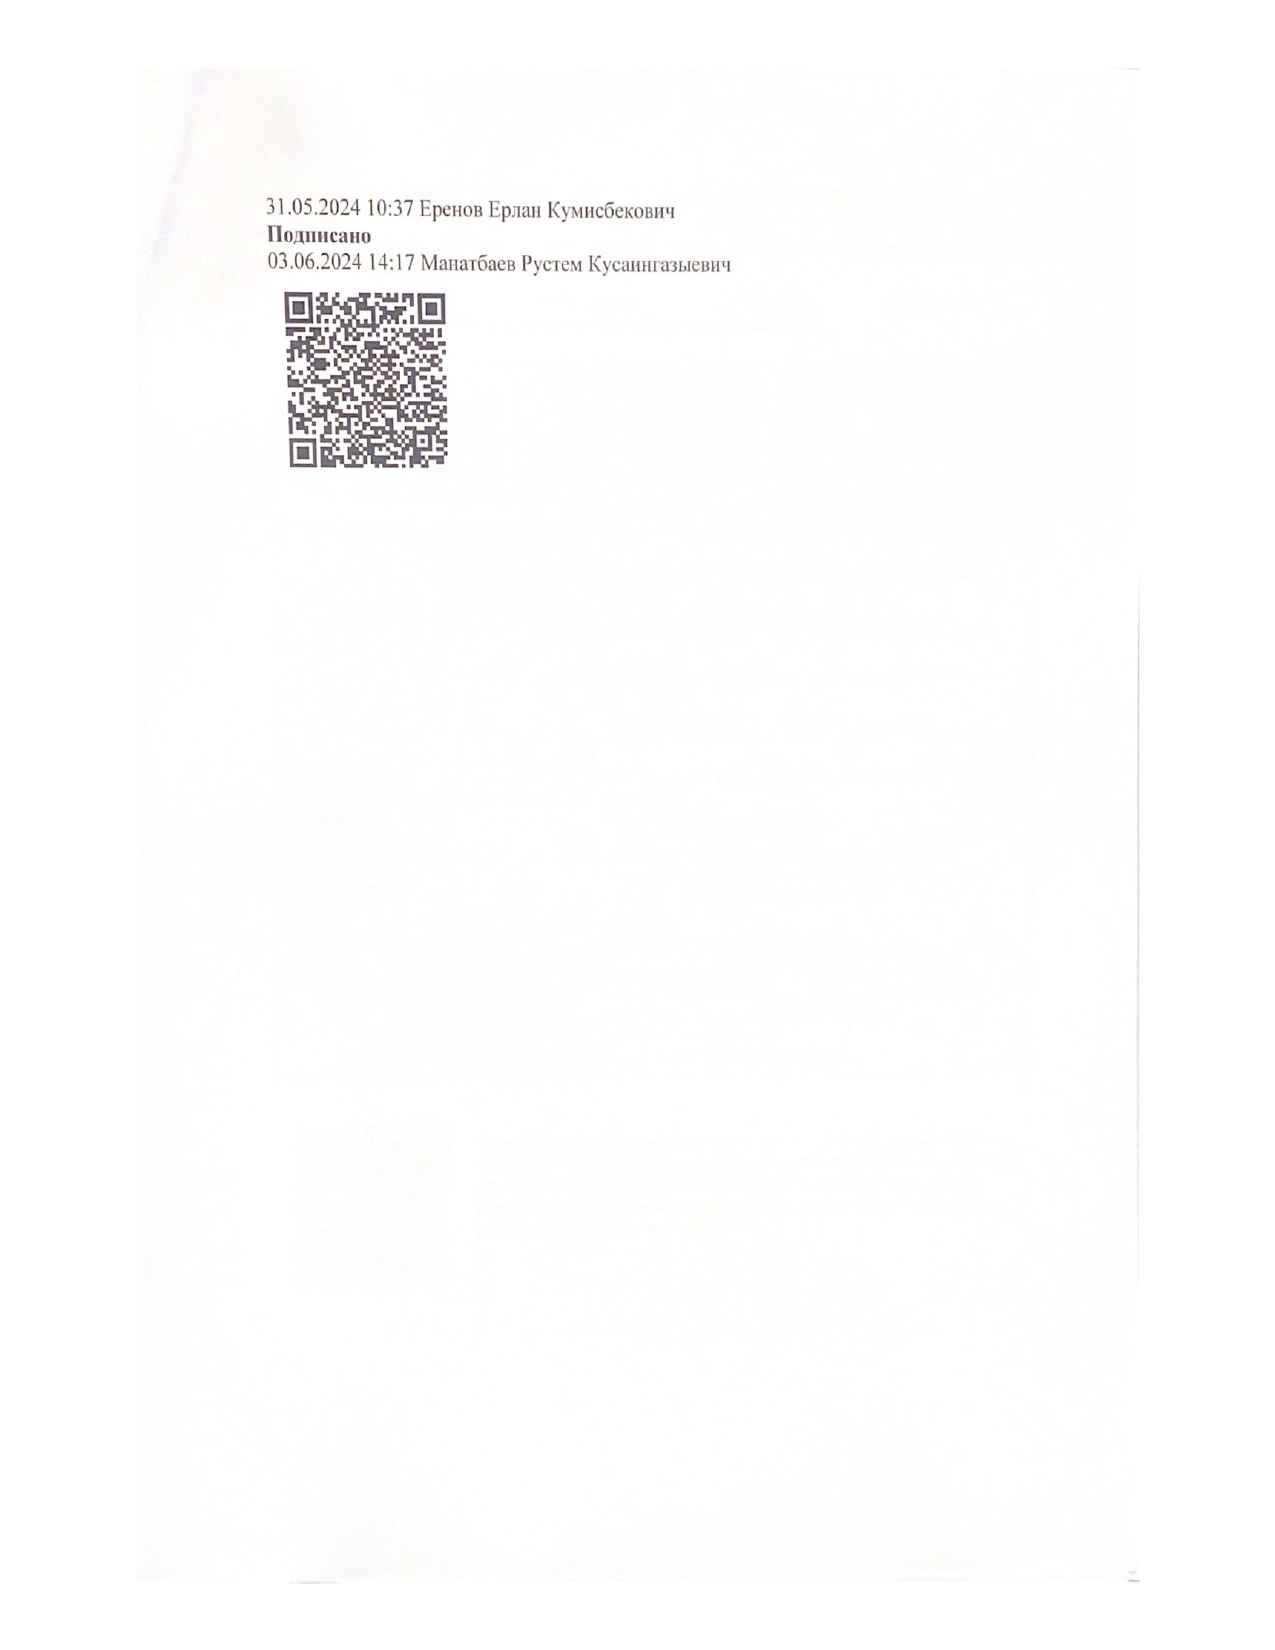 31.05.2024 10:37 Еренов Ерлан Кумисбекович
Подписано
03.06.2024 14:17 Манатбаев Рустем Кусаингазыевич